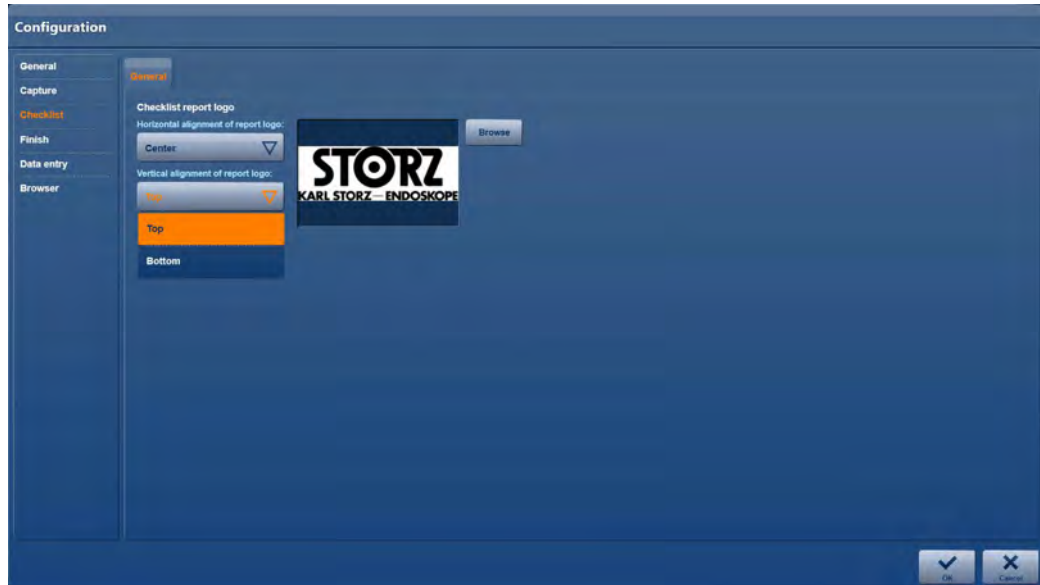 Configuration
General
Capture
Checklist
Finish
Data entry
Browser
General
Checklist report logo
Horizontal alignment of report logo:
Center
Browse
STORZ
KARL STORZ—ENDOSKOPE
Vertical alignment of report logo:
Top
Top
Bottom
OK
Cancel